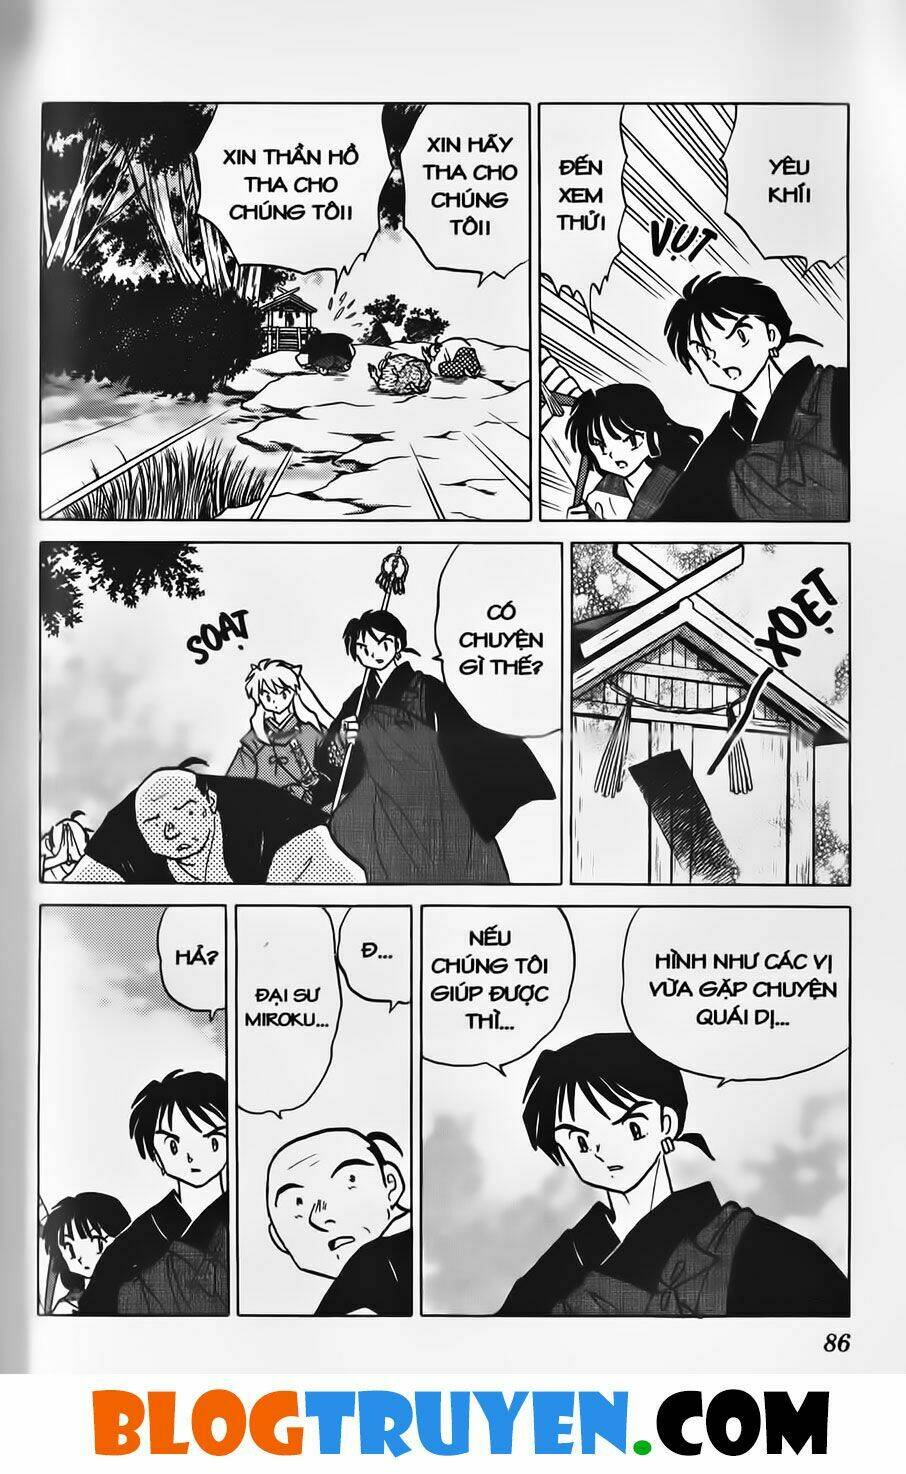 YÊU
KHÍ!
VỤT
ĐẾN
XEM
THỬ!
XIN HÃY
THA CHO
CHÚNG
TÔI!!
XIN THẦN HỒ
THA CHO
CHÚNG TÔI!!
XOẸT
CÓ
CHUYỆN
GÌ THẾ?
SOẠT
HÌNH NHƯ CÁC VỊ
VỪA GẶP CHUYỆN
QUÁI DỊ...
NẾU
CHÚNG TÔI
GIÚP ĐƯỢC
THÌ...
Đ...
ĐẠI SƯ
MIROKU...
HẢ?
86
BLOGTRUYEN.COM